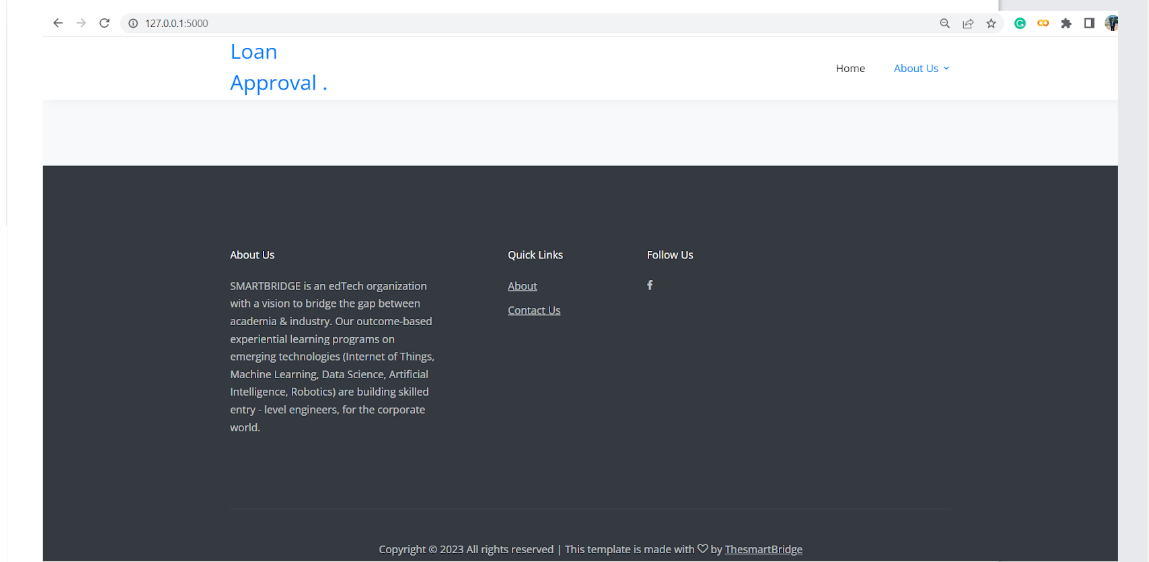 127.0.0.1:5000
Loan
Approval .
Home
About Us
About Us
SMARTBRIDGE is an edTech organization
with a vision to bridge the gap between
academia & industry. Our outcome-based
experiential learning programs on
emerging technologies (Internet of Things,
Machine Learning, Data Science, Artificial
Intelligence, Robotics) are building skilled
entry - level engineers, for the corporate
world.
Quick Links
About
Contact Us
Follow Us
Copyright © 2023 All rights reserved | This template is made with ♡ by ThesmartBridge